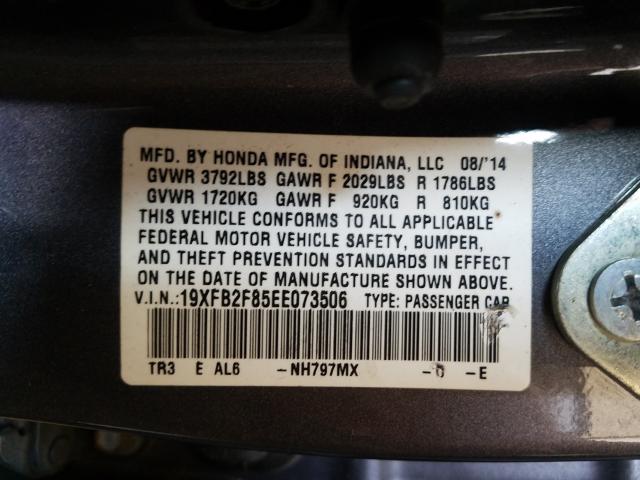 MFD. BY HONDA MFG. OF INDIANA, LLC 08/'14
GVWR 3792LBS GAWR F 2029LBS R 1786LBS
GVWR 1720KG GAWR F 920KG R 810KG
THIS VEHICLE CONFORMS TO ALL APPLICABLE
FEDERAL MOTOR VEHICLE SAFETY, BUMPER,
AND THEFT PREVENTION STANDARDS IN EFFECT
ON THE DATE OF MANUFACTURE SHOWN ABOVE.
V.I.N.:19XFB2F85EE073506 TYPE: PASSENGER CAR
TR3 E AL6 -NH797MX -0 -E